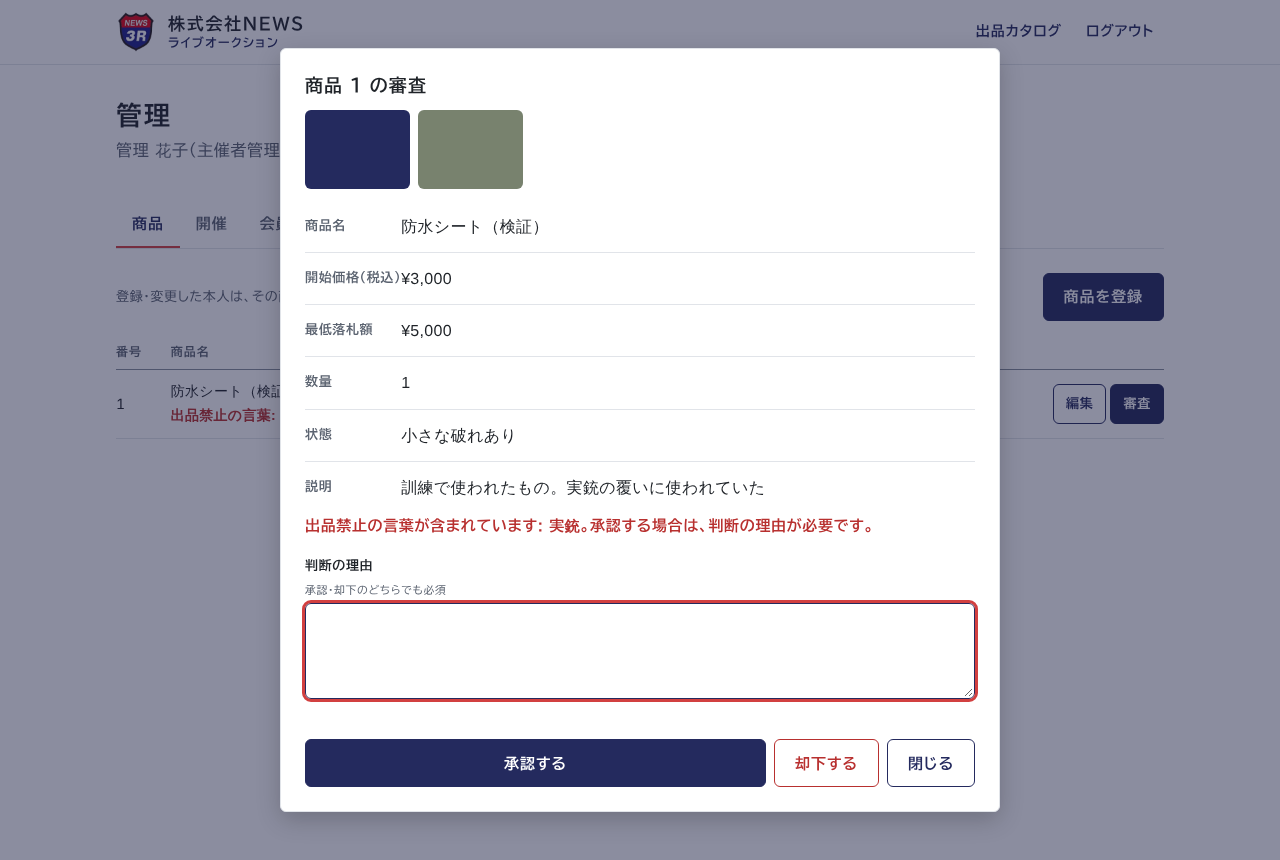 NEWS
3R
株式会社NEWS
ライブオークション
出品カタログ ログアウト
管理
管理 花子(主催者管理
商品 開催 会員
登録・変更した本人は、その
商品を登録
番号 商品名
1 防水シート（検証
出品禁止の言葉:
編集 審査
商品 1 の審査
商品名 防水シート（検証）
開始価格(税込) ¥3,000
最低落札額 ¥5,000
数量 1
状態 小さな破れあり
説明 訓練で使われたもの。実銃の覆いに使われていた
出品禁止の言葉が含まれています: 実銃。承認する場合は、判断の理由が必要です。
判断の理由
承認・却下のどちらでも必須
承認する 却下する 閉じる